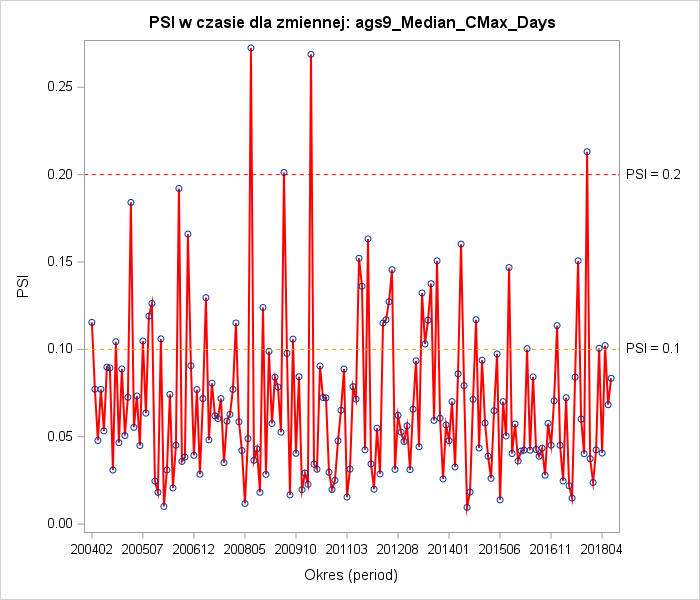 PSI w czasie dla zmiennej: ags9_Median_CMax_Days
0.25
0.20
PSI = 0.2
0.15
PSI
0.10
PSI = 0.1
0.05
0.00
200402 200507 200612 200805 200910 201103 201208 201401 201506 201611 201804
Okres (period)